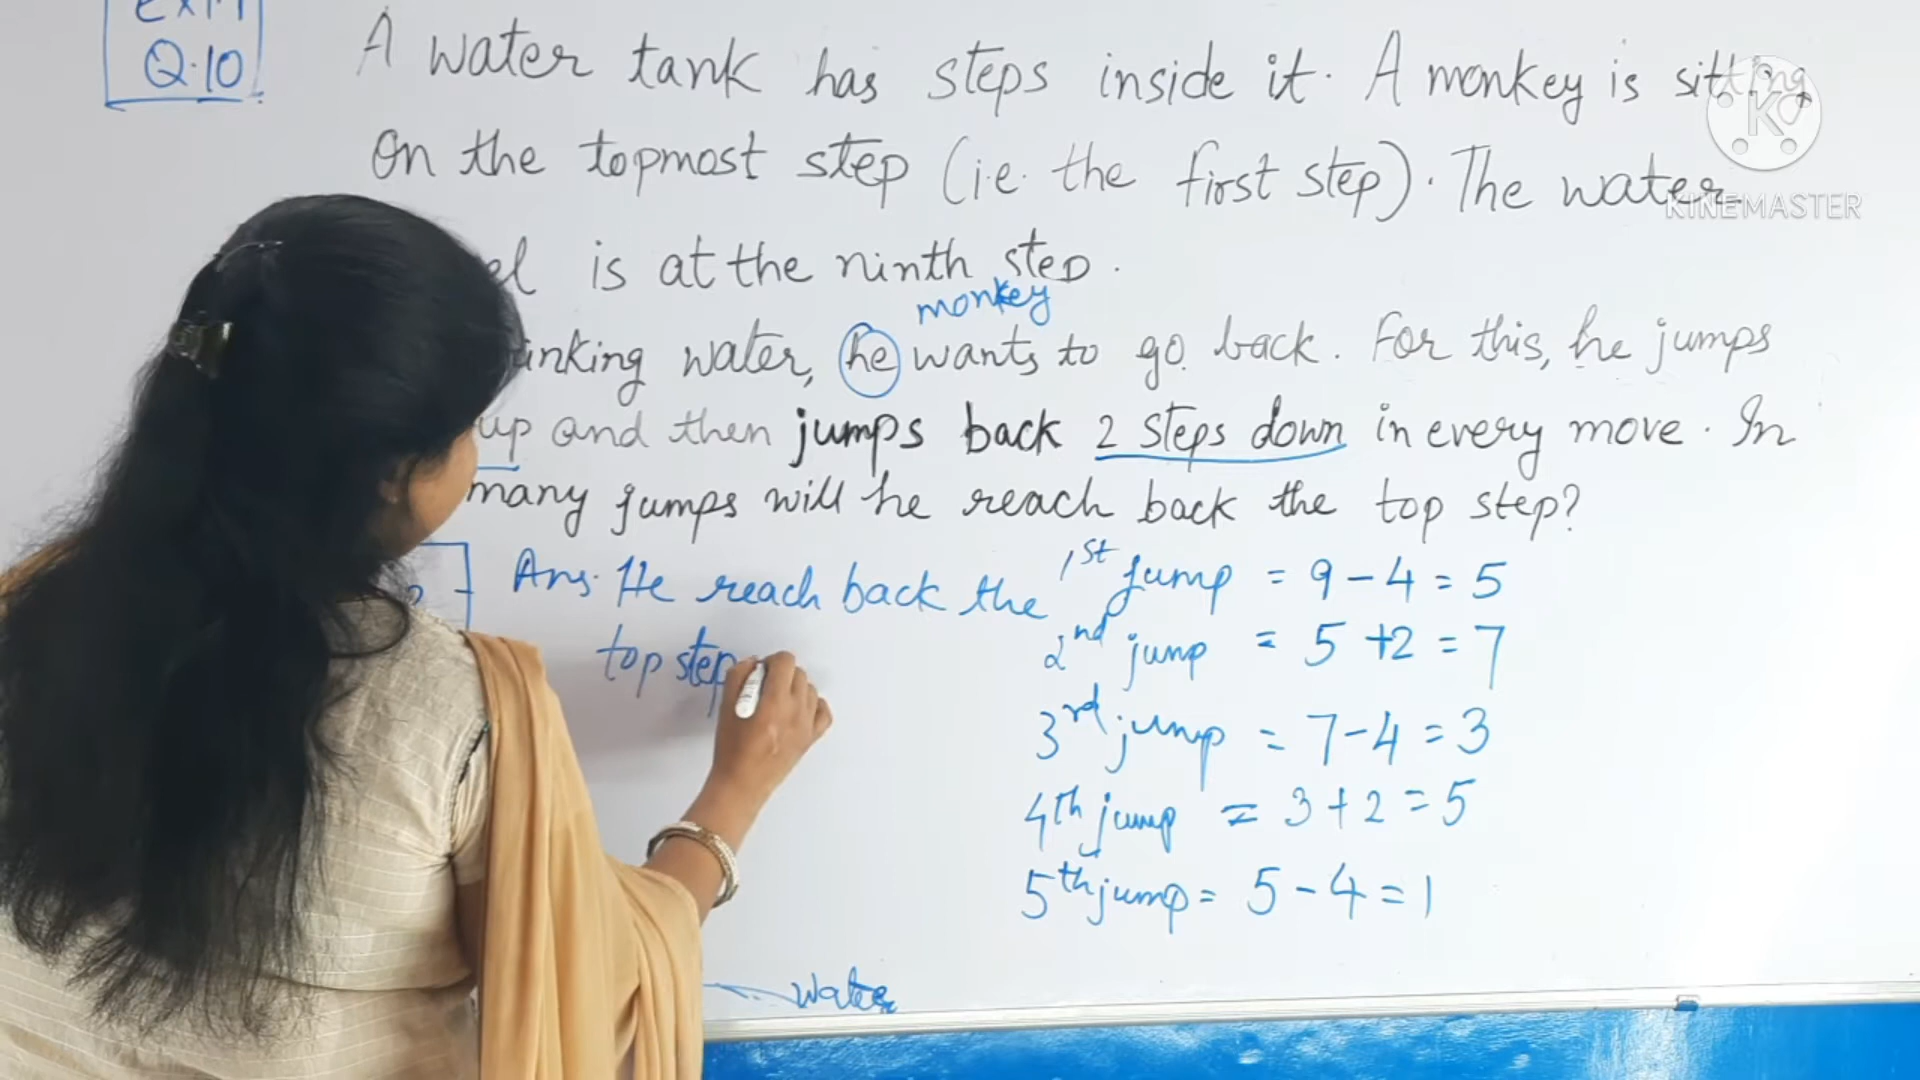 Ex 1.1
Q.10
A water tank has steps inside it. A monkey is sitting
on the topmost step (i.e. the first step). The water
el is at the ninth step.
monkey
inking water, he wants to go back. For this, he jumps
up and then jumps back 2 steps down in every move. In
many jumps will he reach back the top step?
Ans. He reach back the
top step
1st jump = 9 - 4 = 5
2nd jump = 5 + 2 = 7
3rd jump = 7 - 4 = 3
4th jump = 3 + 2 = 5
5th jump = 5 - 4 = 1
water
K
KINEMASTER